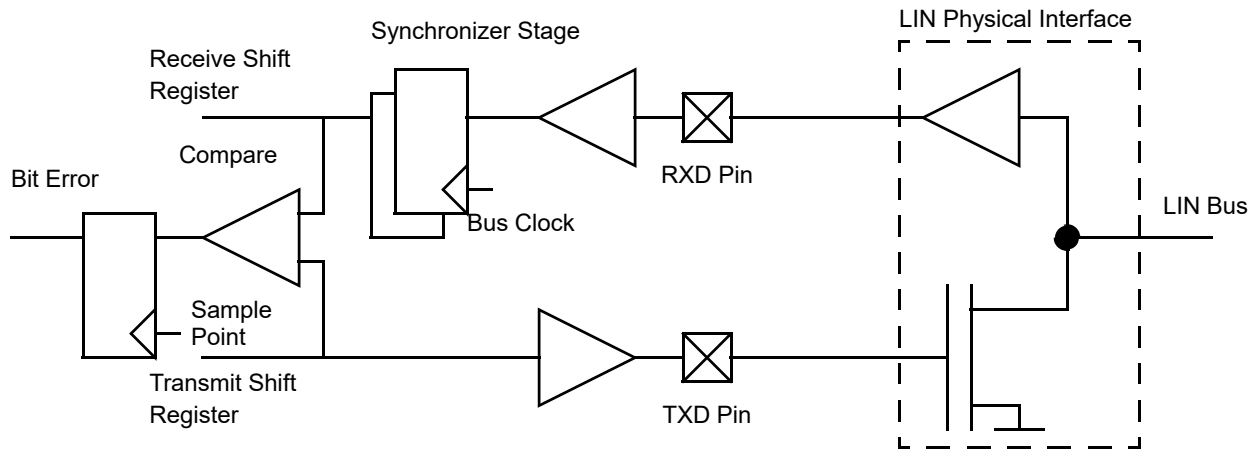 LIN Physical Interface
Synchronizer Stage
Receive Shift
Register
Compare
RXD Pin
Bit Error
LIN Bus
Bus Clock
Sample
Point
Transmit Shift
Register
TXD Pin